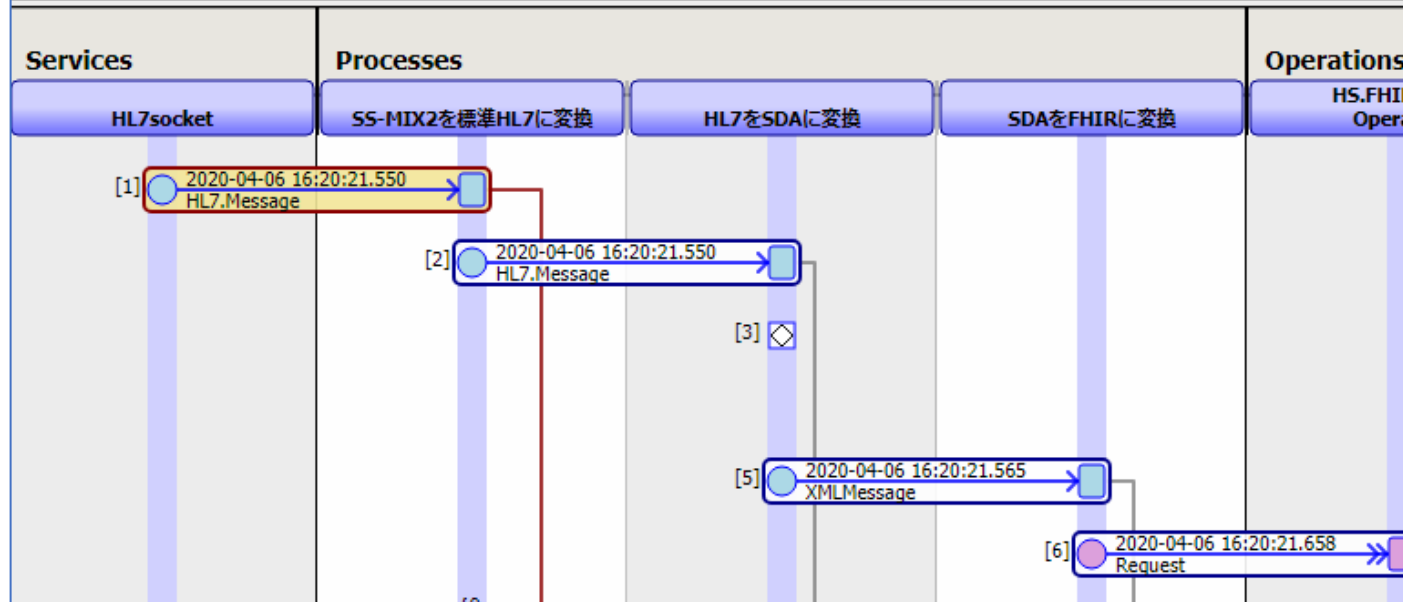 Services
Processes
Operations
HL7socket
SS-MIX2を標準HL7に変換
HL7をSDAに変換
SDAをFHIRに変換
HS.FHI
Opera
[1]
2020-04-06 16:20:21.550
HL7.Message
[2]
2020-04-06 16:20:21.550
HL7.Message
[3]
[5]
2020-04-06 16:20:21.565
XMLMessage
[6]
2020-04-06 16:20:21.658
Request